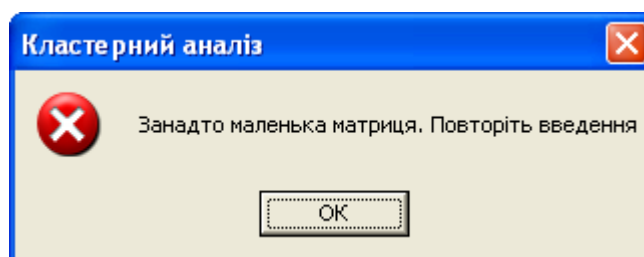 Кластерний аналіз
Занадто маленька матриця. Повторіть введення
OK